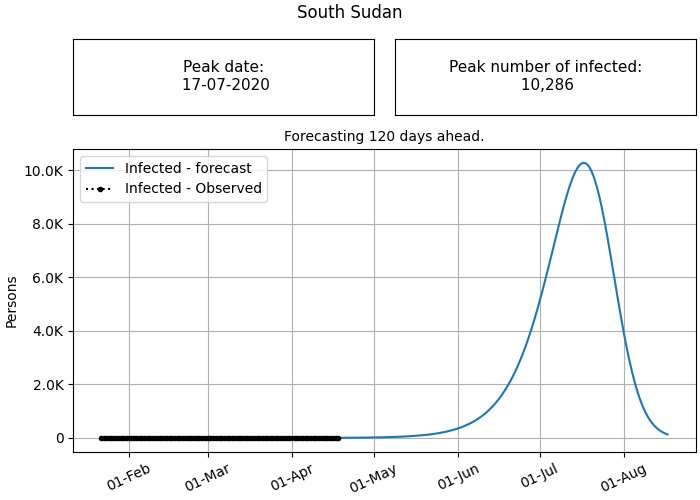 South Sudan
Peak date:
17-07-2020
Peak number of infected:
10,286
Forecasting 120 days ahead.
Infected - forecast
Infected - Observed
10.0K
8.0K
6.0K
4.0K
2.0K
0
Persons
01-Feb
01-Mar
01-Apr
01-May
01-Jun
01-Jul
01-Aug